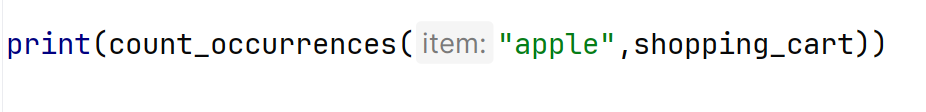 print(count_occurrences( item: "apple",shopping_cart))